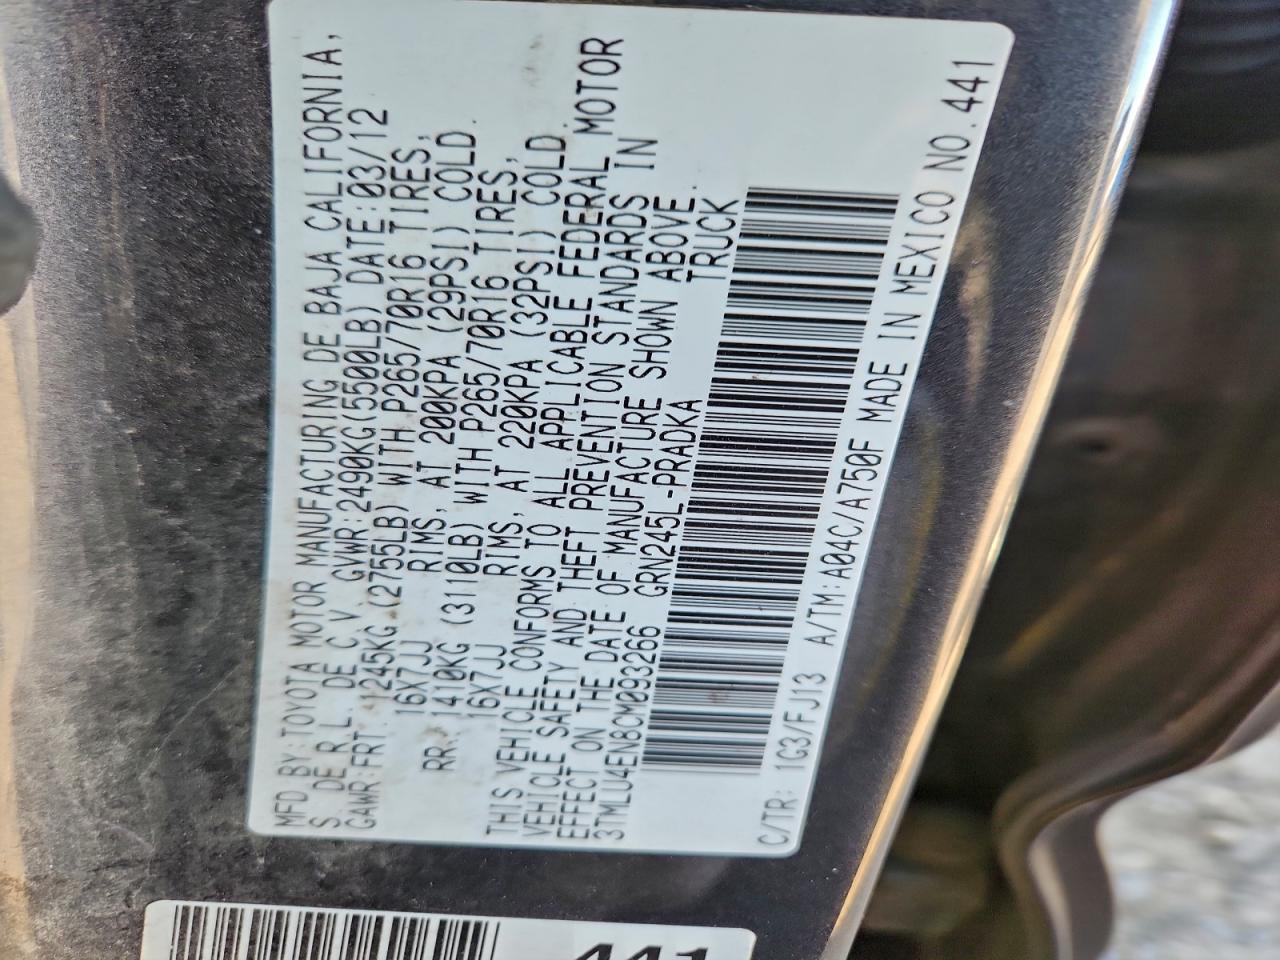 MFD BY:TOYOTA MOTOR MANUFACTURING DE BAJA CALIFORNIA,
S DE RL DE CV GVWR:2490KG(5500LB) DATE:03/12
GAWR:FRT. 1245KG(2755LB) WITH P265/70R16 TIRES,
16X7JJ RIMS, AT 200KPA (29PSI) COLD.
RR. 1410KG (3110LB) WITH P265/70R16 TIRES,
16X7JJ RIMS, AT 220KPA (32PSI) COLD
THIS VEHICLE CONFORMS TO ALL APPLICABLE FEDERAL MOTOR
VEHICLE SAFETY AND THEFT PREVENTION STANDARDS IN
EFFECT ON THE DATE OF MANUFACTURE SHOWN ABOVE.
3TMLU4EN8CM093266 GRN245L-PRADKA TRUCK
C/TR: 1G3/FJ13 A/TM:A04C/A750F MADE IN MEXICO NO.441
441